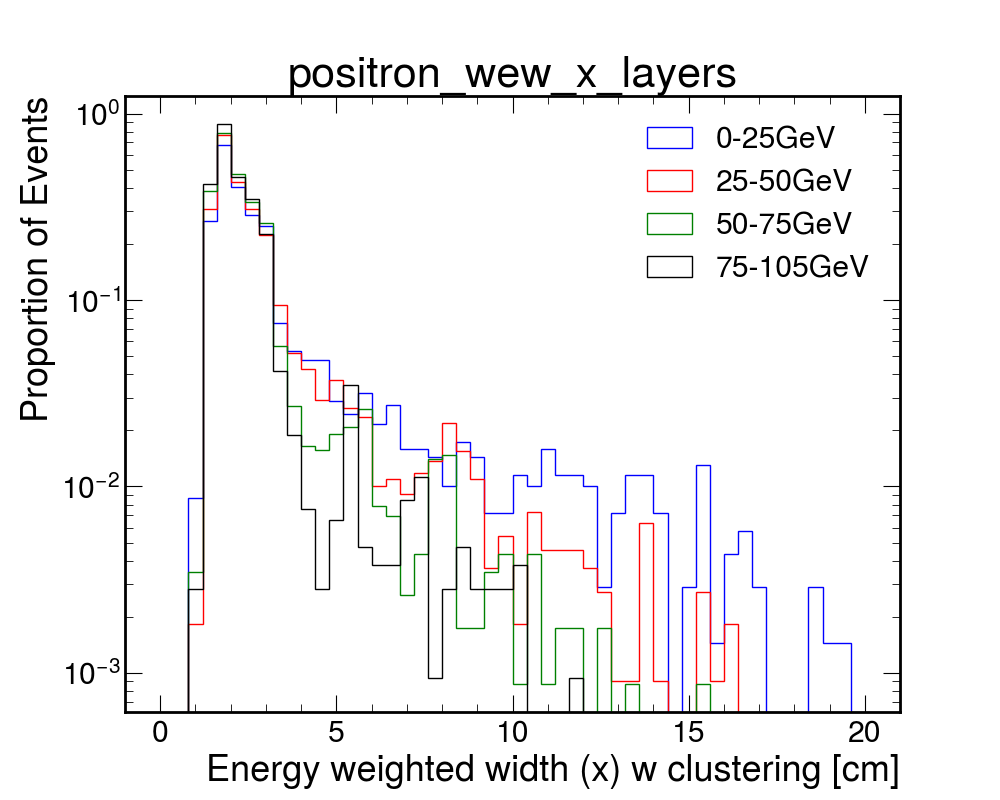 positron_wew_x_layers
Proportion of Events
10⁰
10⁻¹
10⁻²
10⁻³
0-25GeV
25-50GeV
50-75GeV
75-105GeV
0 5 10 15 20
Energy weighted width (x) w clustering [cm]